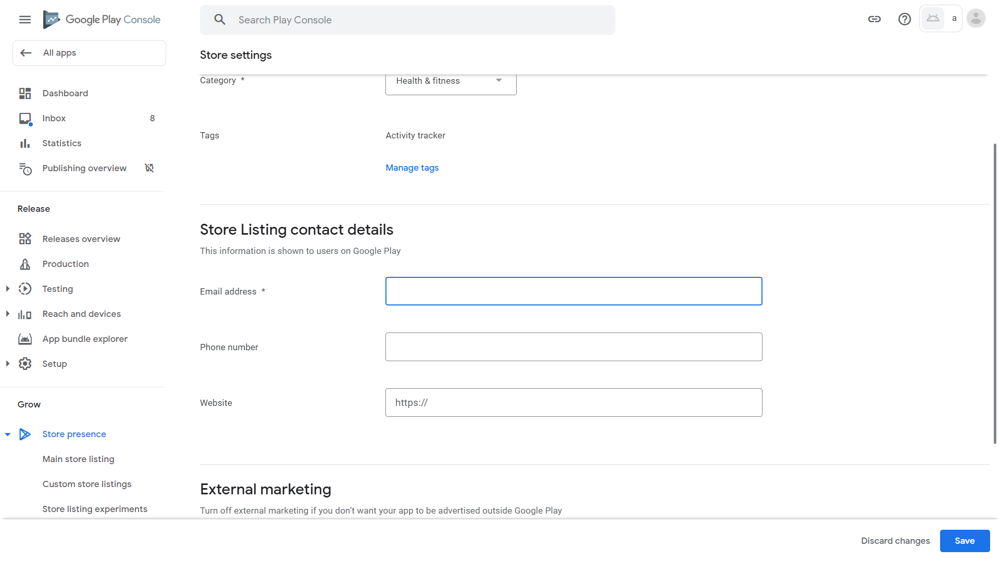 Google Play Console
Search Play Console
a
All apps
Store settings
Category *
Health & fitness
Dashboard
Inbox
8
Statistics
Publishing overview
Tags
Activity tracker
Manage tags
Release
Releases overview
Production
Testing
Reach and devices
App bundle explorer
Setup
Store Listing contact details
This information is shown to users on Google Play
Email address *
Phone number
Website
https://
Grow
Store presence
Main store listing
Custom store listings
Store listing experiments
External marketing
Turn off external marketing if you don’t want your app to be advertised outside Google Play
Discard changes
Save